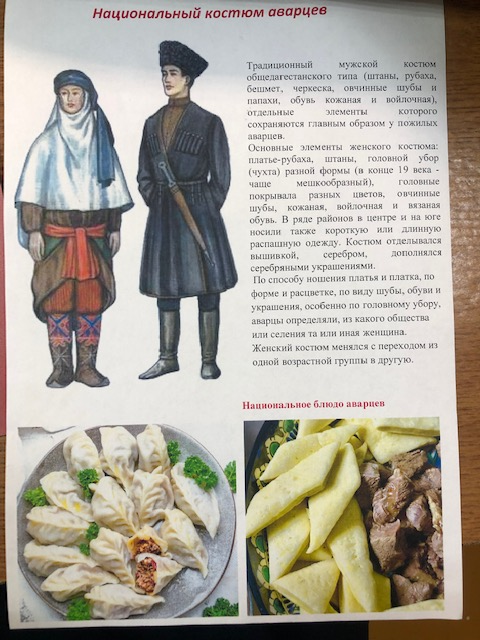 Национальный костюм аварцев
Традиционный мужской костюм
общедагестанского типа (штаны, рубаха,
бешмет, черкеска, овчинные шубы и
папахи, обувь кожаная и войлочная),
отдельные элементы которого
сохраняются главным образом у пожилых
аварцев.
Основные элементы женского костюма:
платье-рубаха, штаны, головной убор
(чухта) разной формы (в конце 19 века -
чаще мешкообразный), головные
покрывала разных цветов, овчинные
шубы, кожаная, войлочная и вязаная
обувь. В ряде районов в центре и на юге
носили также короткую или длинную
распашную одежду. Костюм отделывался
вышивкой, серебром, дополнялся
серебряными украшениями.
По способу ношения платья и платка, по
форме и расцветке, по виду шубы, обуви и
украшения, особенно по головному убору,
аварцы определяли, из какого общества
или селения та или иная женщина.
Женский костюм менялся с переходом из
одной возрастной группы в другую.
Национальное блюдо аварцев